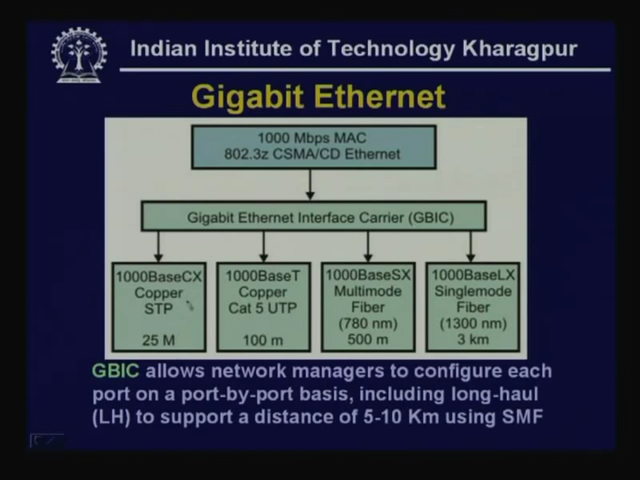 Indian Institute of Technology Kharagpur
Gigabit Ethernet
1000 Mbps MAC
802.3z CSMA/CD Ethernet
Gigabit Ethernet Interface Carrier (GBIC)
1000BaseCX
Copper
STP
25 M
1000BaseT
Copper
Cat 5 UTP
100 m
1000BaseSX
Multimode
Fiber
(780 nm)
500 m
1000BaseLX
Singlemode
Fiber
(1300 nm)
3 km
GBIC allows network managers to configure each
port on a port-by-port basis, including long-haul
(LH) to support a distance of 5-10 Km using SMF